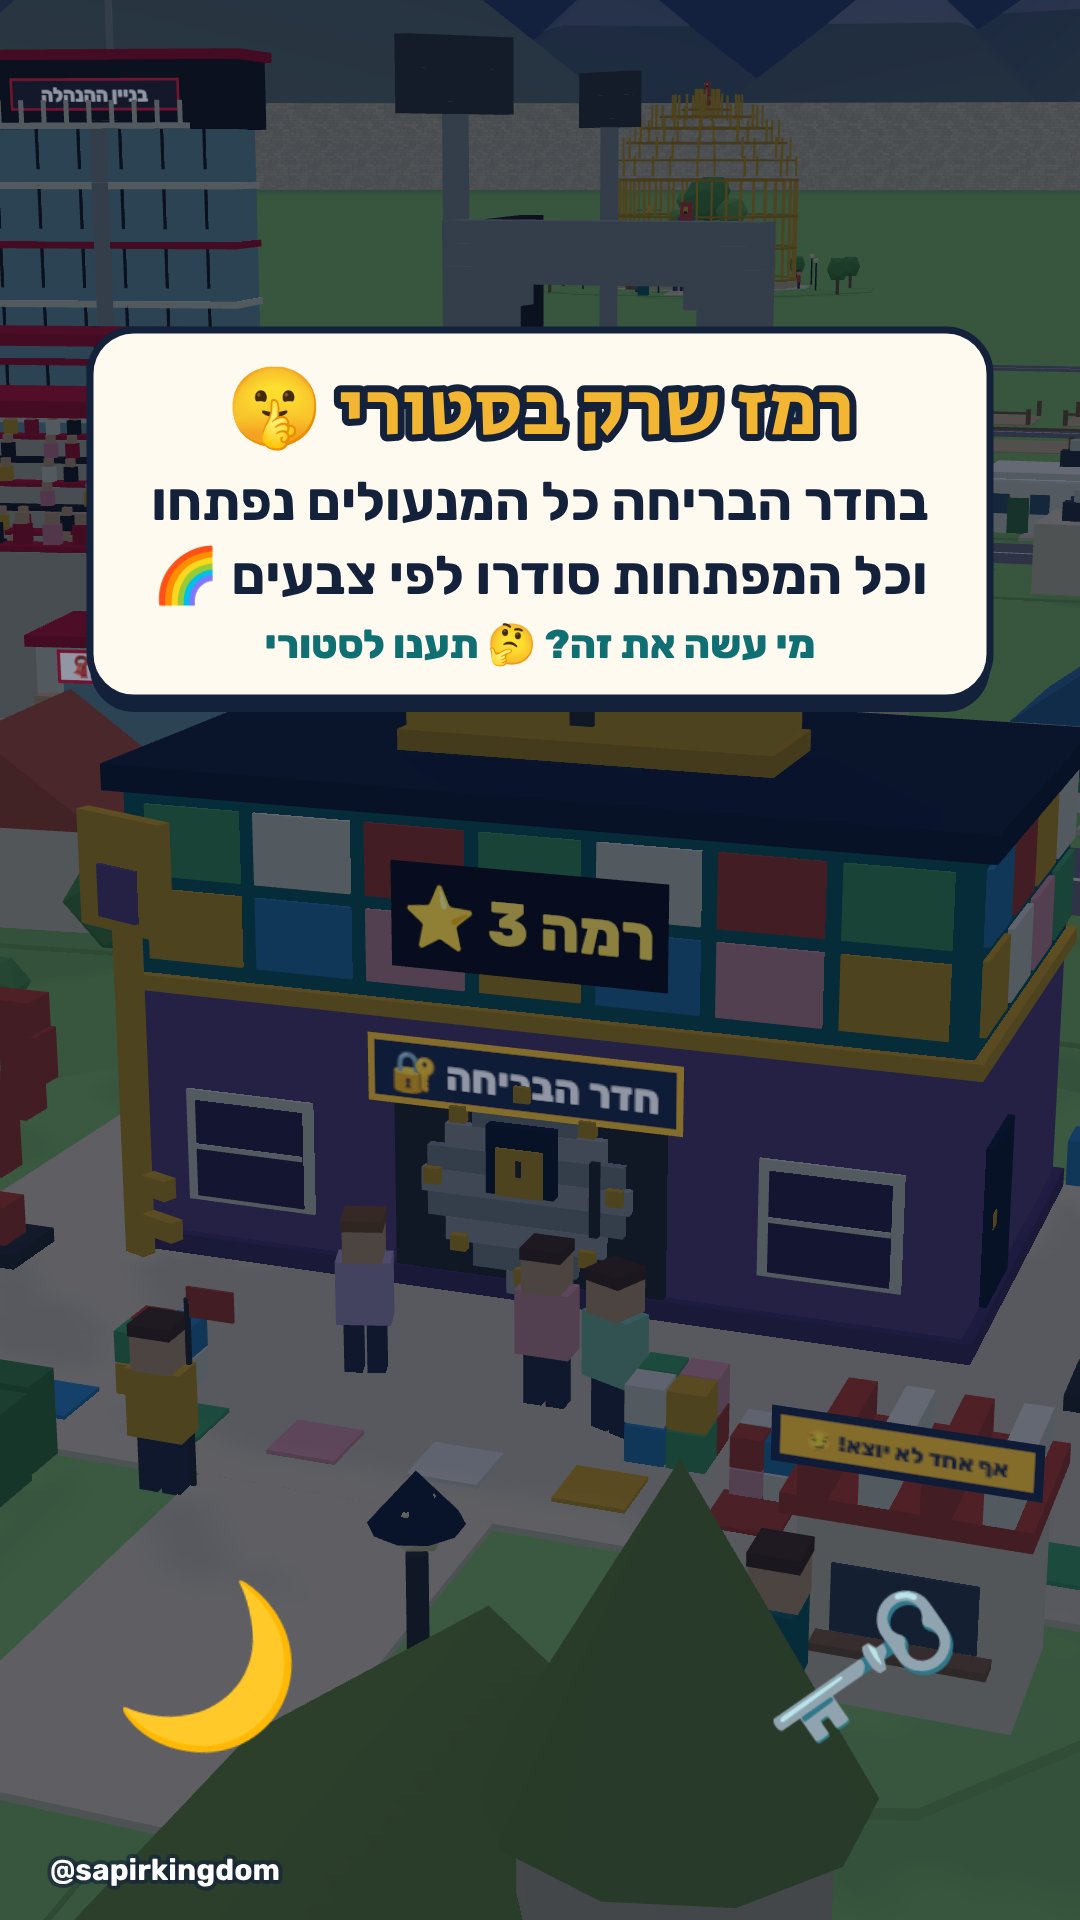 בניין ההנהלה
רמז שרק בסטורי 🤫
בחדר הבריחה כל המנעולים נפתחו
וכל המפתחות סודרו לפי צבעים 🌈
מי עשה את זה? 🤔 תענו לסטורי
רמה 3 ⭐
חדר הבריחה 🔐
אף אחד לא יוצא! 😏
@sapirkingdom